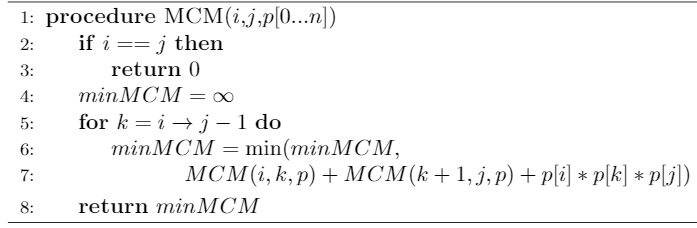 1: procedure MCM(i,j,p[0...n])
2: if i == j then
3: return 0
4: minMCM = ∞
5: for k = i → j − 1 do
6: minMCM = min(minMCM,
7: MCM(i, k, p) + MCM(k + 1, j, p) + p[i] * p[k] * p[j])
8: return minMCM